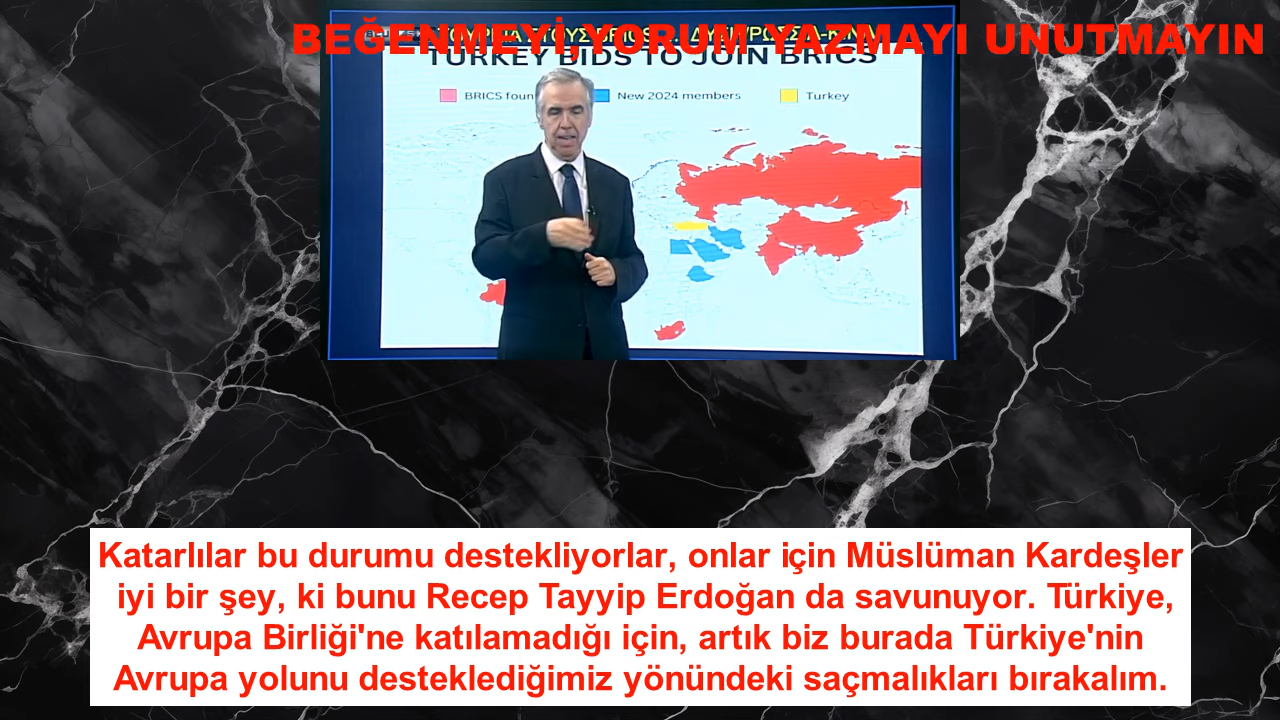 BEĞENMEYİ,YORUM YAZMAYI UNUTMAYIN
TURKEY BIDS TO JOIN BRICS
BRICS foun
New 2024 members
Turkey
Katarlılar bu durumu destekliyorlar, onlar için Müslüman Kardeşler
iyi bir şey, ki bunu Recep Tayyip Erdoğan da savunuyor. Türkiye,
Avrupa Birliği'ne katılamadığı için, artık biz burada Türkiye'nin
Avrupa yolunu desteklediğimiz yönündeki saçmalıkları bırakalım.